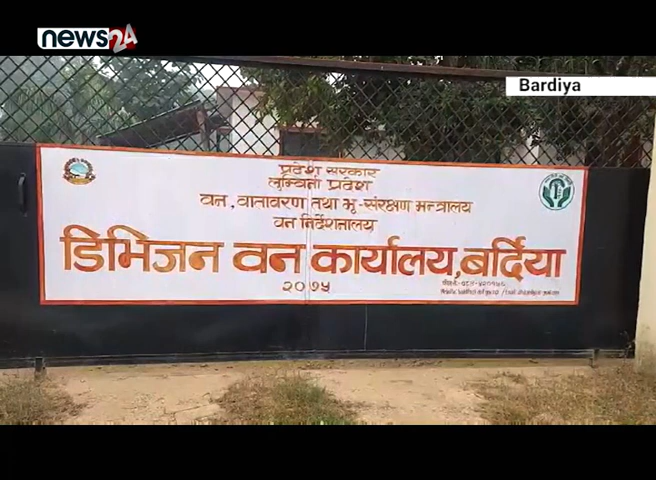 news24
Bardiya
प्रदेश सरकार
लुम्बिनी प्रदेश
वन, वातावरण तथा भू-संरक्षण मन्त्रालय
वन निर्देशनालय
डिभिजन वन कार्यालय, बर्दिया
२०७५